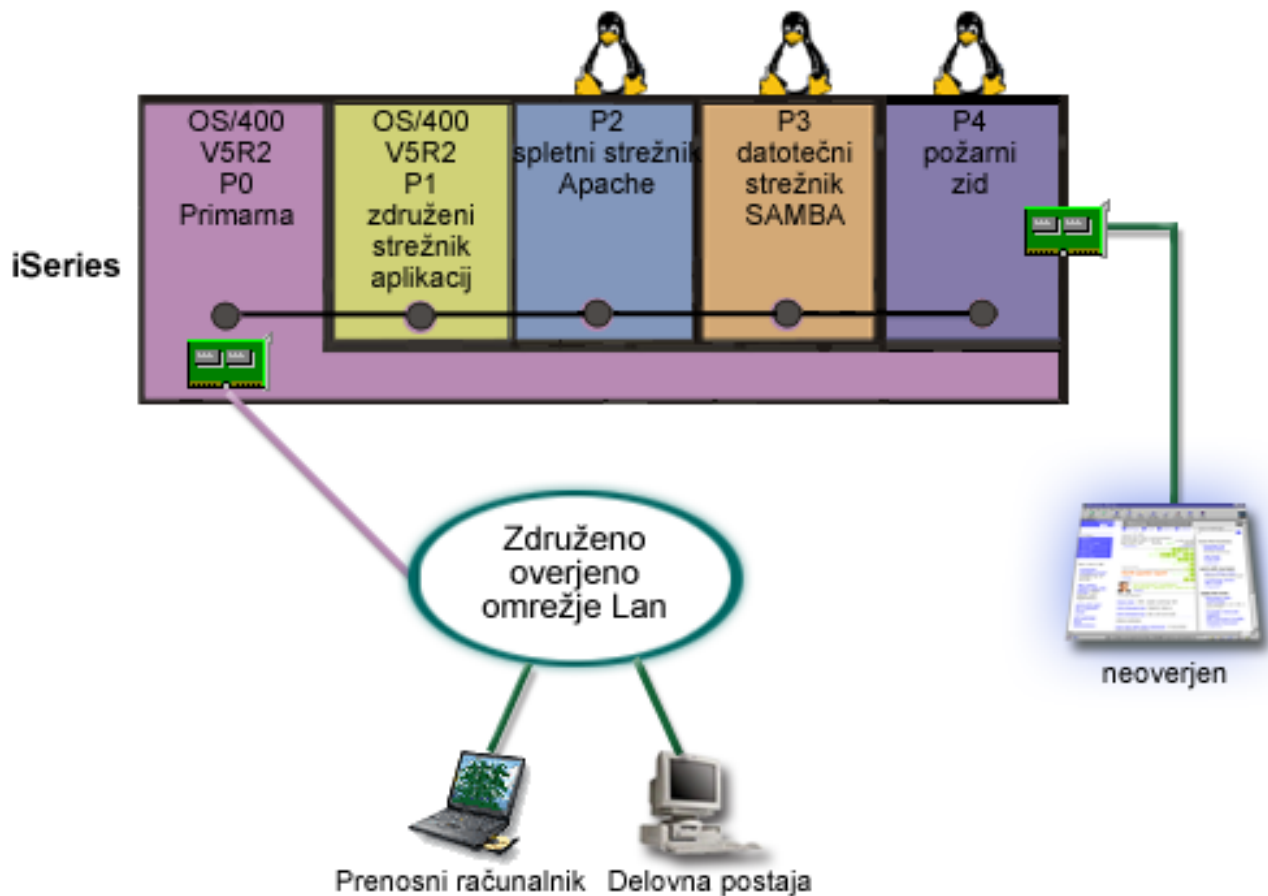 OS/400
V5R2
P0
Primarna
OS/400
V5R2
P1
združeni
strežnik
aplikacij
P2
spletni strežnik
Apache
P3
datotečni
strežnik
SAMBA
P4
požarni
zid
iSeries
Združeno
overjeno
omrežje Lan
neoverjen
Prenosni računalnik
Delovna postaja